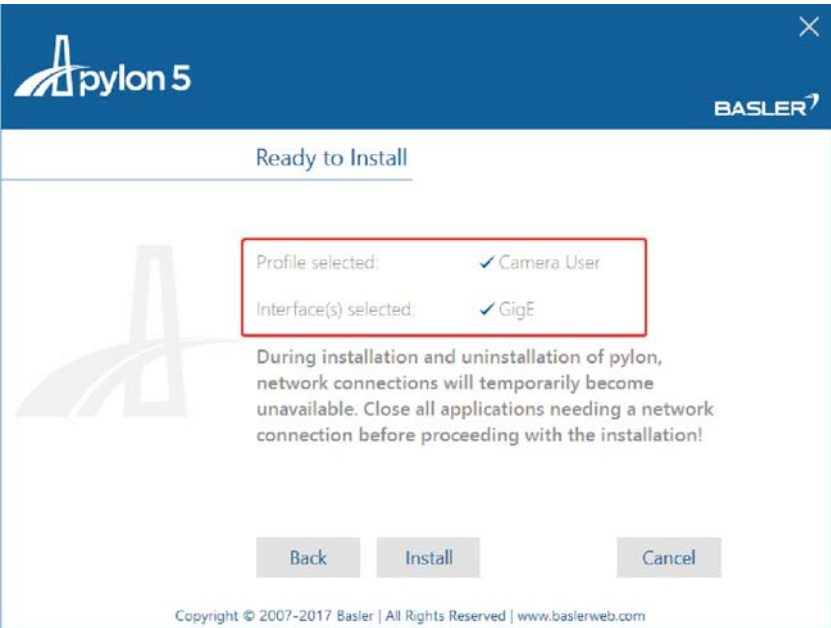 pylon 5
BASLER
Ready to Install
Profile selected: Camera User
Interface(s) selected: GigE
During installation and uninstallation of pylon,
network connections will temporarily become
unavailable. Close all applications needing a network
connection before proceeding with the installation!
Back Install Cancel
Copyright © 2007-2017 Basler | All Rights Reserved | www.baslerweb.com